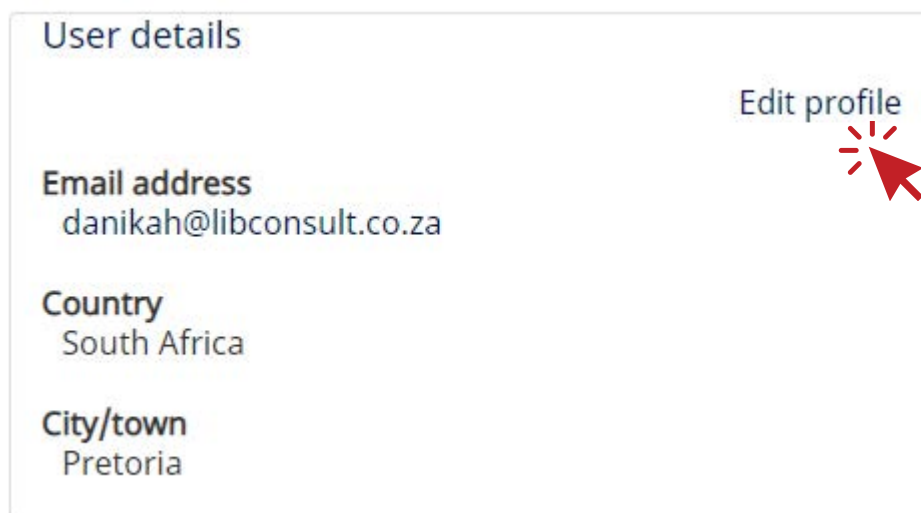 User details
Edit profile
Email address
danikah@libconsult.co.za
Country
South Africa
City/town
Pretoria